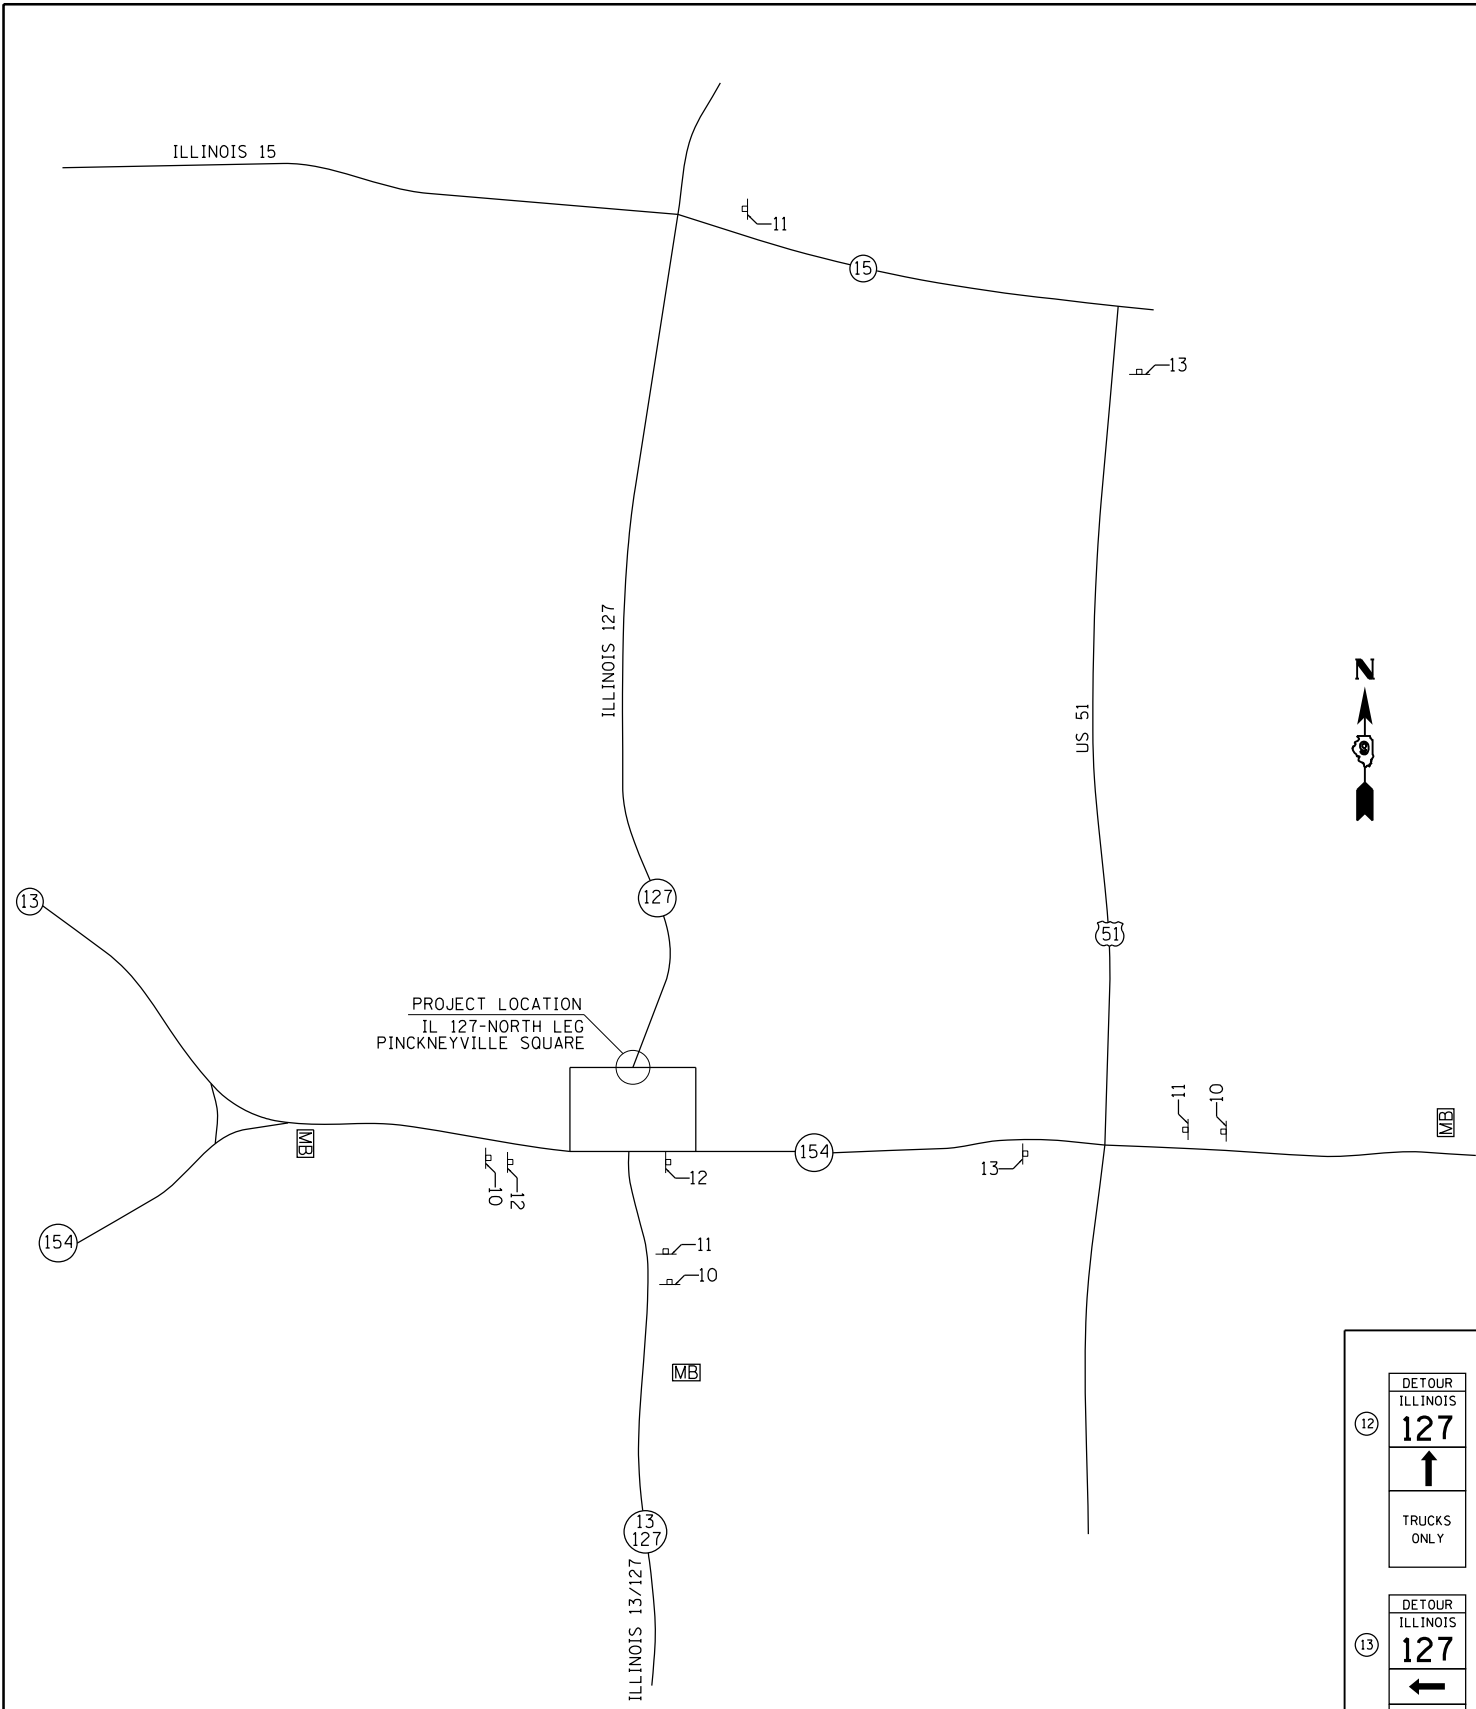 ILLINOIS 15
11
15
13
ILLINOIS 127
US 51
N
9
13
127
51
PROJECT LOCATION
IL 127-NORTH LEG
PINCKNEYVILLE SQUARE
11
10
MB
MB
154
13
12
10
12
154
11
10
MB
13
127
ILLINOIS 13/127
12
DETOUR
ILLINOIS
127
TRUCKS
ONLY
13
DETOUR
ILLINOIS
127